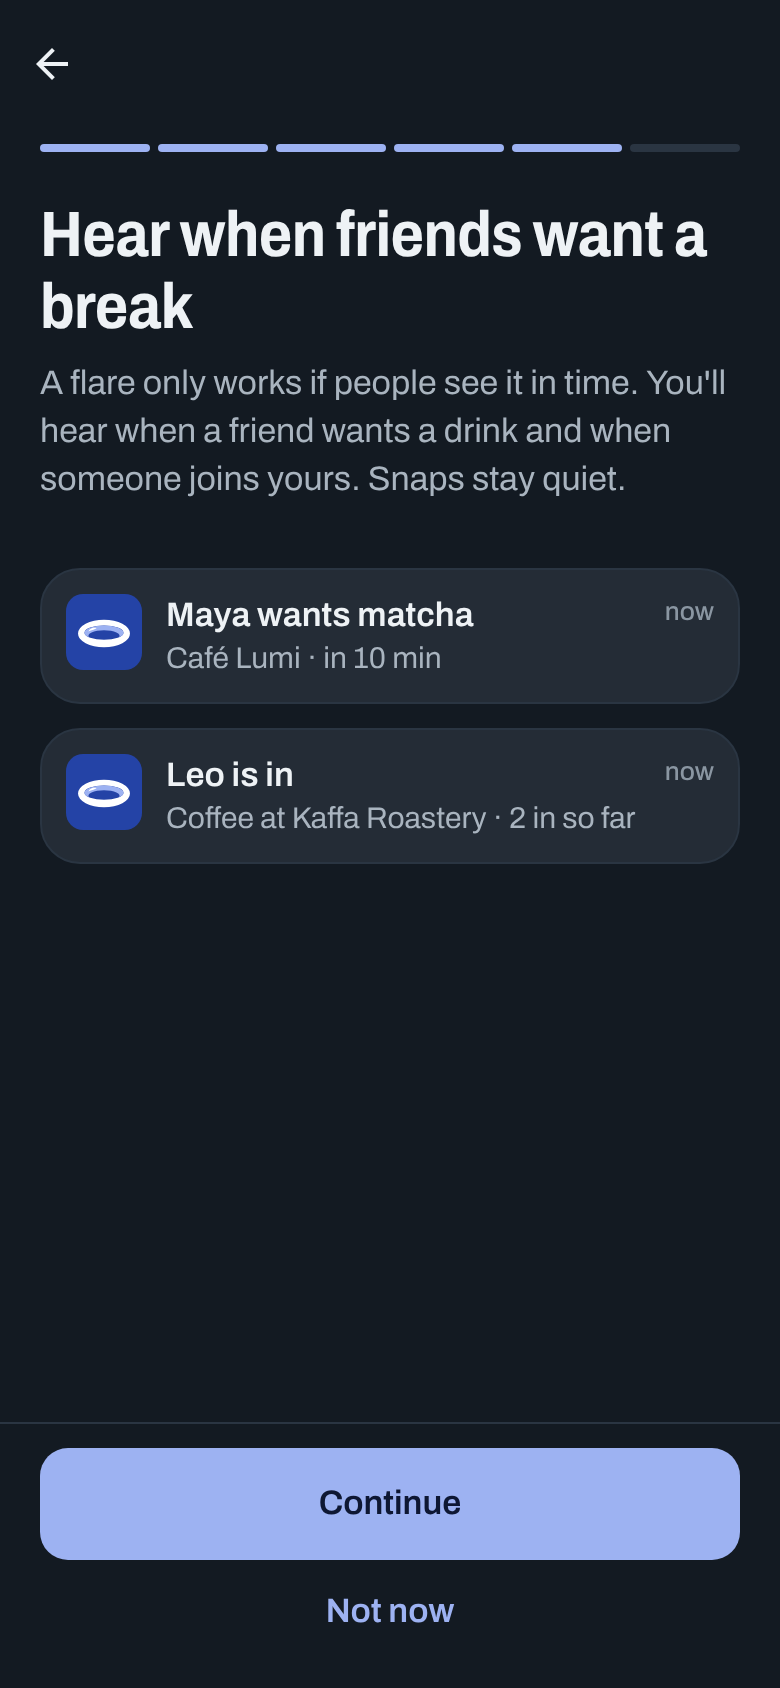 Hear when friends want a
break
A flare only works if people see it in time. You'll
hear when a friend wants a drink and when
someone joins yours. Snaps stay quiet.
Maya wants matcha
now
Café Lumi · in 10 min
Leo is in
now
Coffee at Kaffa Roastery · 2 in so far
Continue
Not now